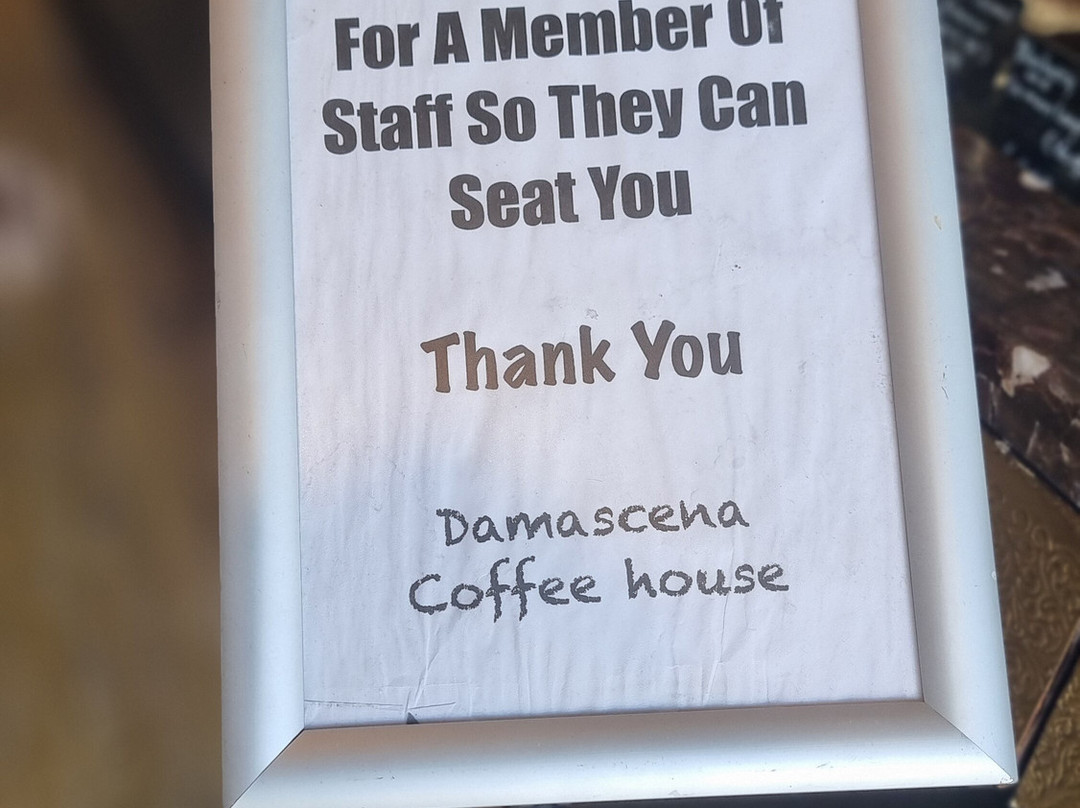 For A Member Of
Staff So They Can
Seat You
Thank You
Damascena
Coffee house